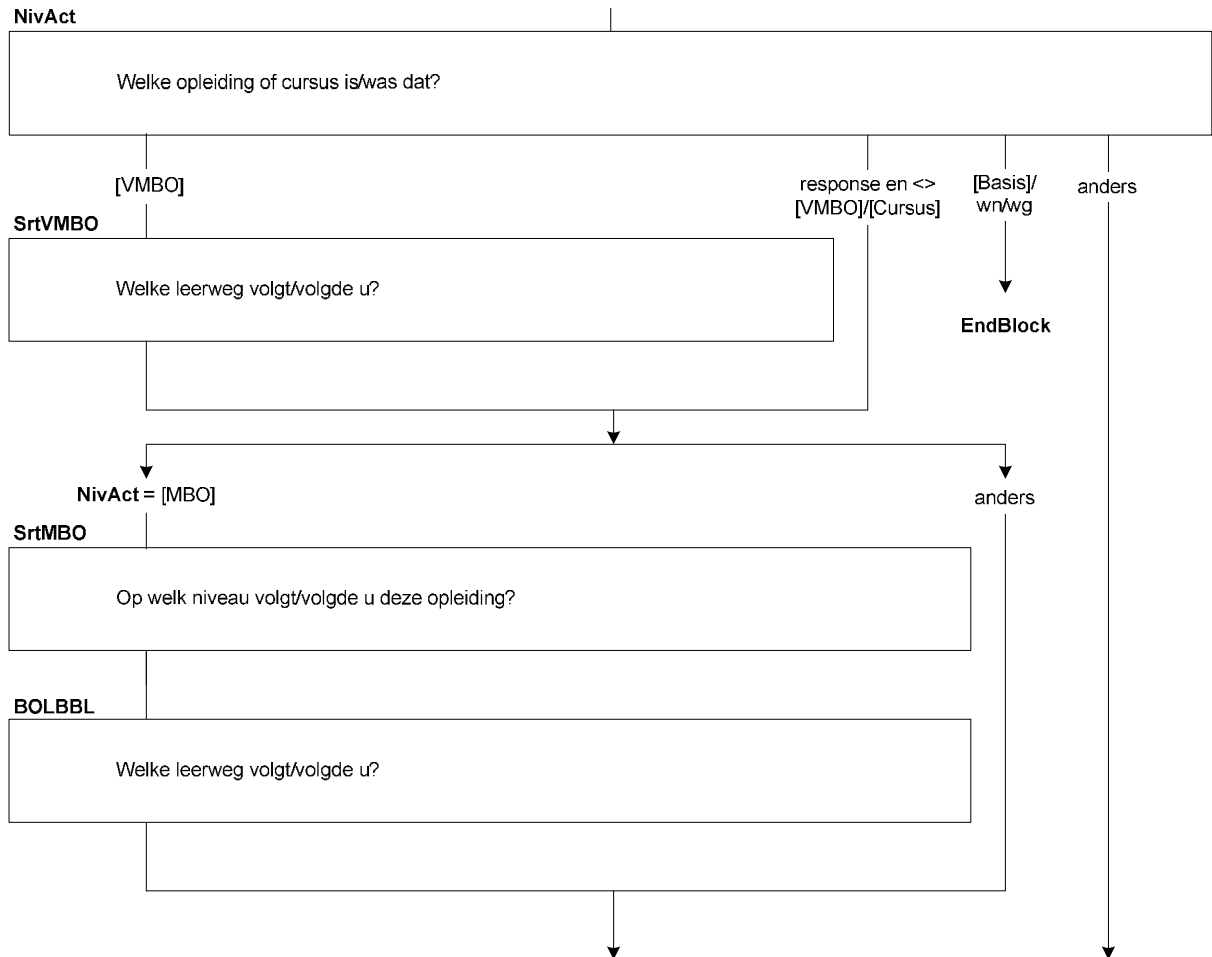 NivAct
Welke opleiding of cursus is/was dat?
[VMBO]
response en <>
[VMBO]/[Cursus]
[Basis]/
wn/wg
anders
SrtVMBO
Welke leerweg volgt/volgde u?
EndBlock
NivAct = [MBO]
anders
SrtMBO
Op welk niveau volgt/volgde u deze opleiding?
BOLBBL
Welke leerweg volgt/volgde u?